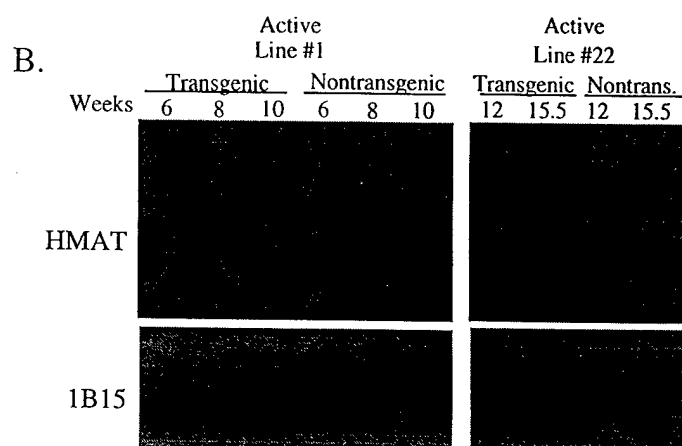 B.
Active
Line #1
Active
Line #22
Transgenic Nontransgenic
Transgenic Nontrans.
Weeks 6 8 10 6 8 10
12 15.5 12 15.5
HMAT
1B15